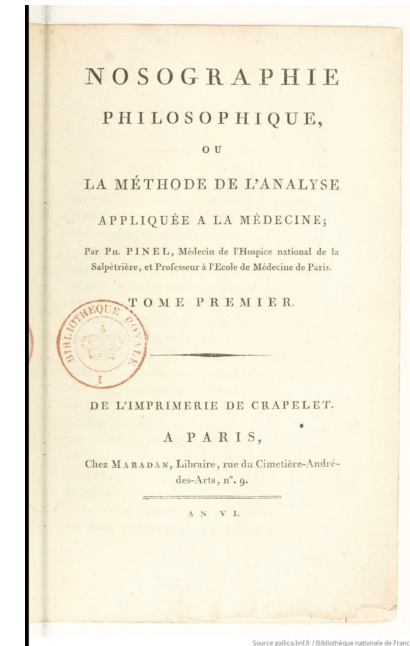 NOSOGRAPHIE
PHILOSOPHIQUE,
OU
LA MÉTHODE DE L'ANALYSE
APPLIQUÉE A LA MÉDECINE;
Par PH. PINEL, Médecin de l'Hospice national de la
Salpêtrière, et Professeur à l'Ecole de Médecine de Paris.
TOME PREMIER.
BIBLIOTHEQUE ROYALE
I
DE L'IMPRIMERIE DE CRAPELET.
A PARIS,
Chez MARADAN, Libraire, rue du Cimetière-André-
des-Arts, n°. 9.
AN VI.
Source gallica.bnf.fr / Bibliothèque nationale de Franc